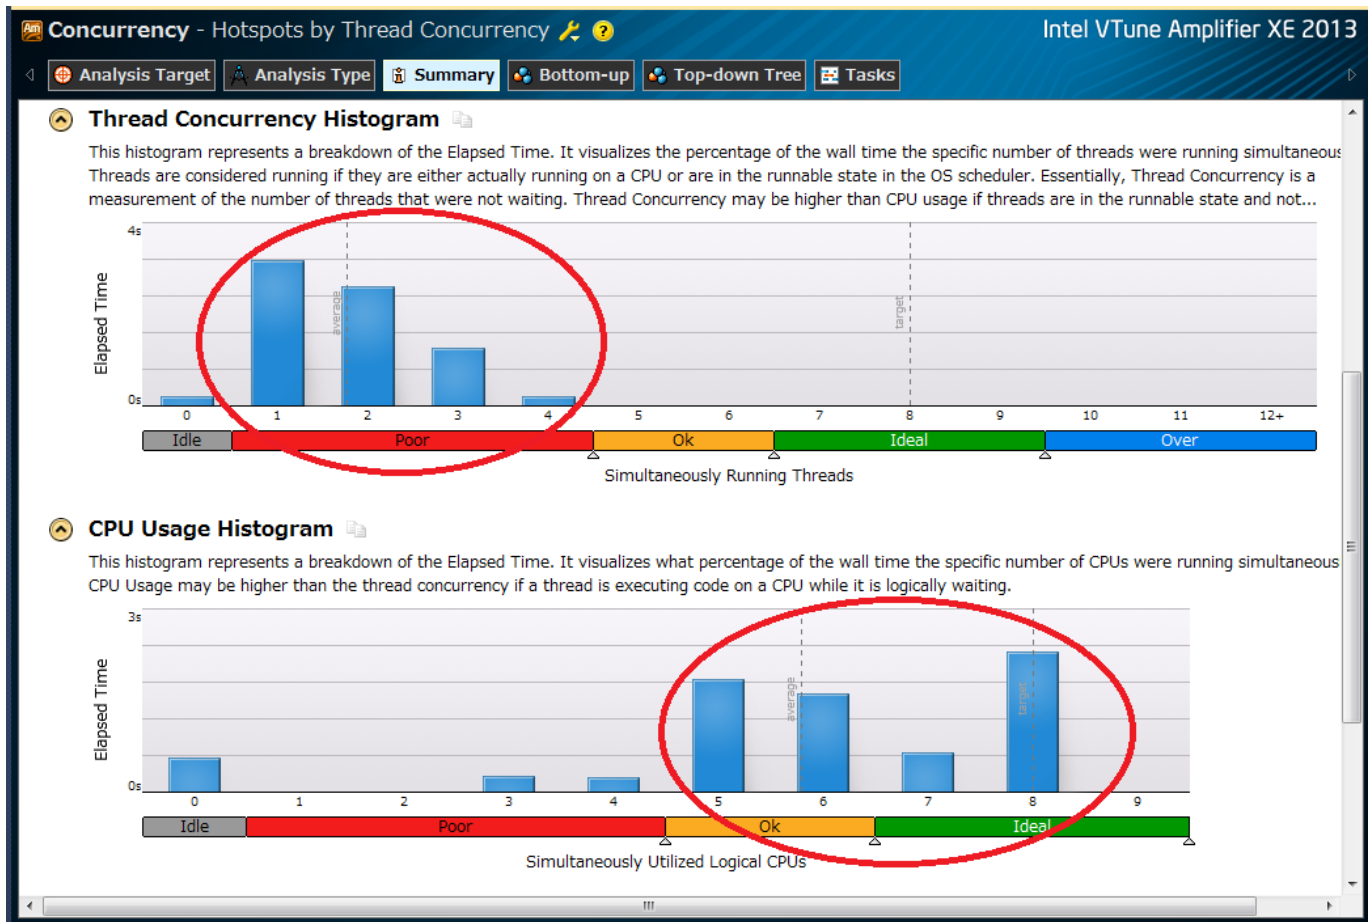 Concurrency - Hotspots by Thread Concurrency ?
Intel VTune Amplifier XE 2013
Analysis Target
Analysis Type
Summary
Bottom-up
Top-down Tree
Tasks
Thread Concurrency Histogram
This histogram represents a breakdown of the Elapsed Time. It visualizes the percentage of the wall time the specific number of threads were running simultaneous
Threads are considered running if they are either actually running on a CPU or are in the runnable state in the OS scheduler. Essentially, Thread Concurrency is a
measurement of the number of threads that were not waiting. Thread Concurrency may be higher than CPU usage if threads are in the runnable state and not...
4s
Elapsed Time
average
target
0s
0 1 2 3 4 5 6 7 8 9 10 11 12+
Idle Poor Ok Ideal Over
Simultaneously Running Threads
CPU Usage Histogram
This histogram represents a breakdown of the Elapsed Time. It visualizes what percentage of the wall time the specific number of CPUs were running simultaneous
CPU Usage may be higher than the thread concurrency if a thread is executing code on a CPU while it is logically waiting.
3s
Elapsed Time
average
target
0s
0 1 2 3 4 5 6 7 8 9
Idle Poor Ok Ideal
Simultaneously Utilized Logical CPUs